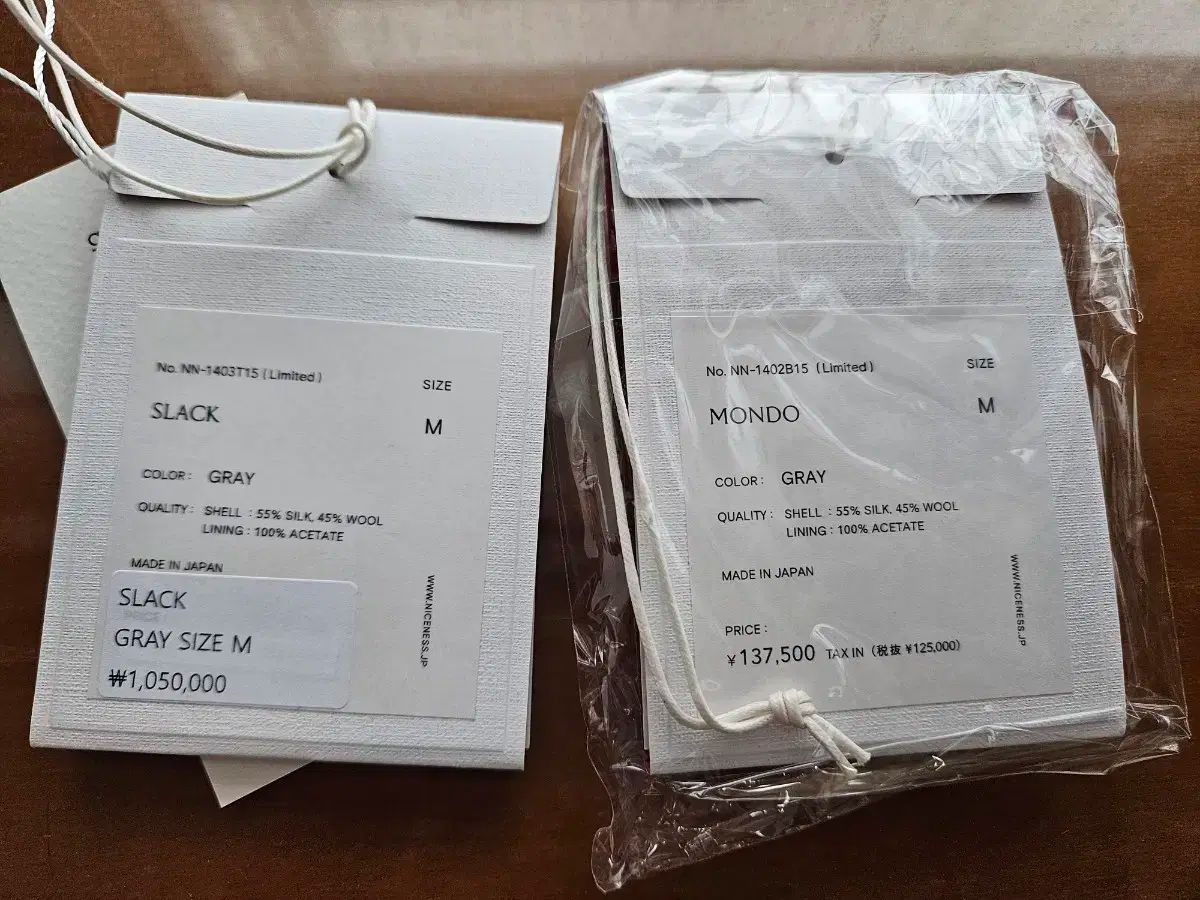 No. NN-1403T15 (Limited)
SIZE
SLACK
M
COLOR : GRAY
QUALITY : SHELL : 55% SILK, 45% WOOL
LINING : 100% ACETATE
MADE IN JAPAN
SLACK
GRAY SIZE M
₩1,050,000
WWW.NICENESS.JP
No. NN-1402B15 (Limited)
SIZE
MONDO
M
COLOR : GRAY
QUALITY : SHELL : 55% SILK, 45% WOOL
LINING : 100% ACETATE
MADE IN JAPAN
PRICE :
¥137,500 TAX IN (税抜 ¥125,000)
WWW.NICENESS.JP